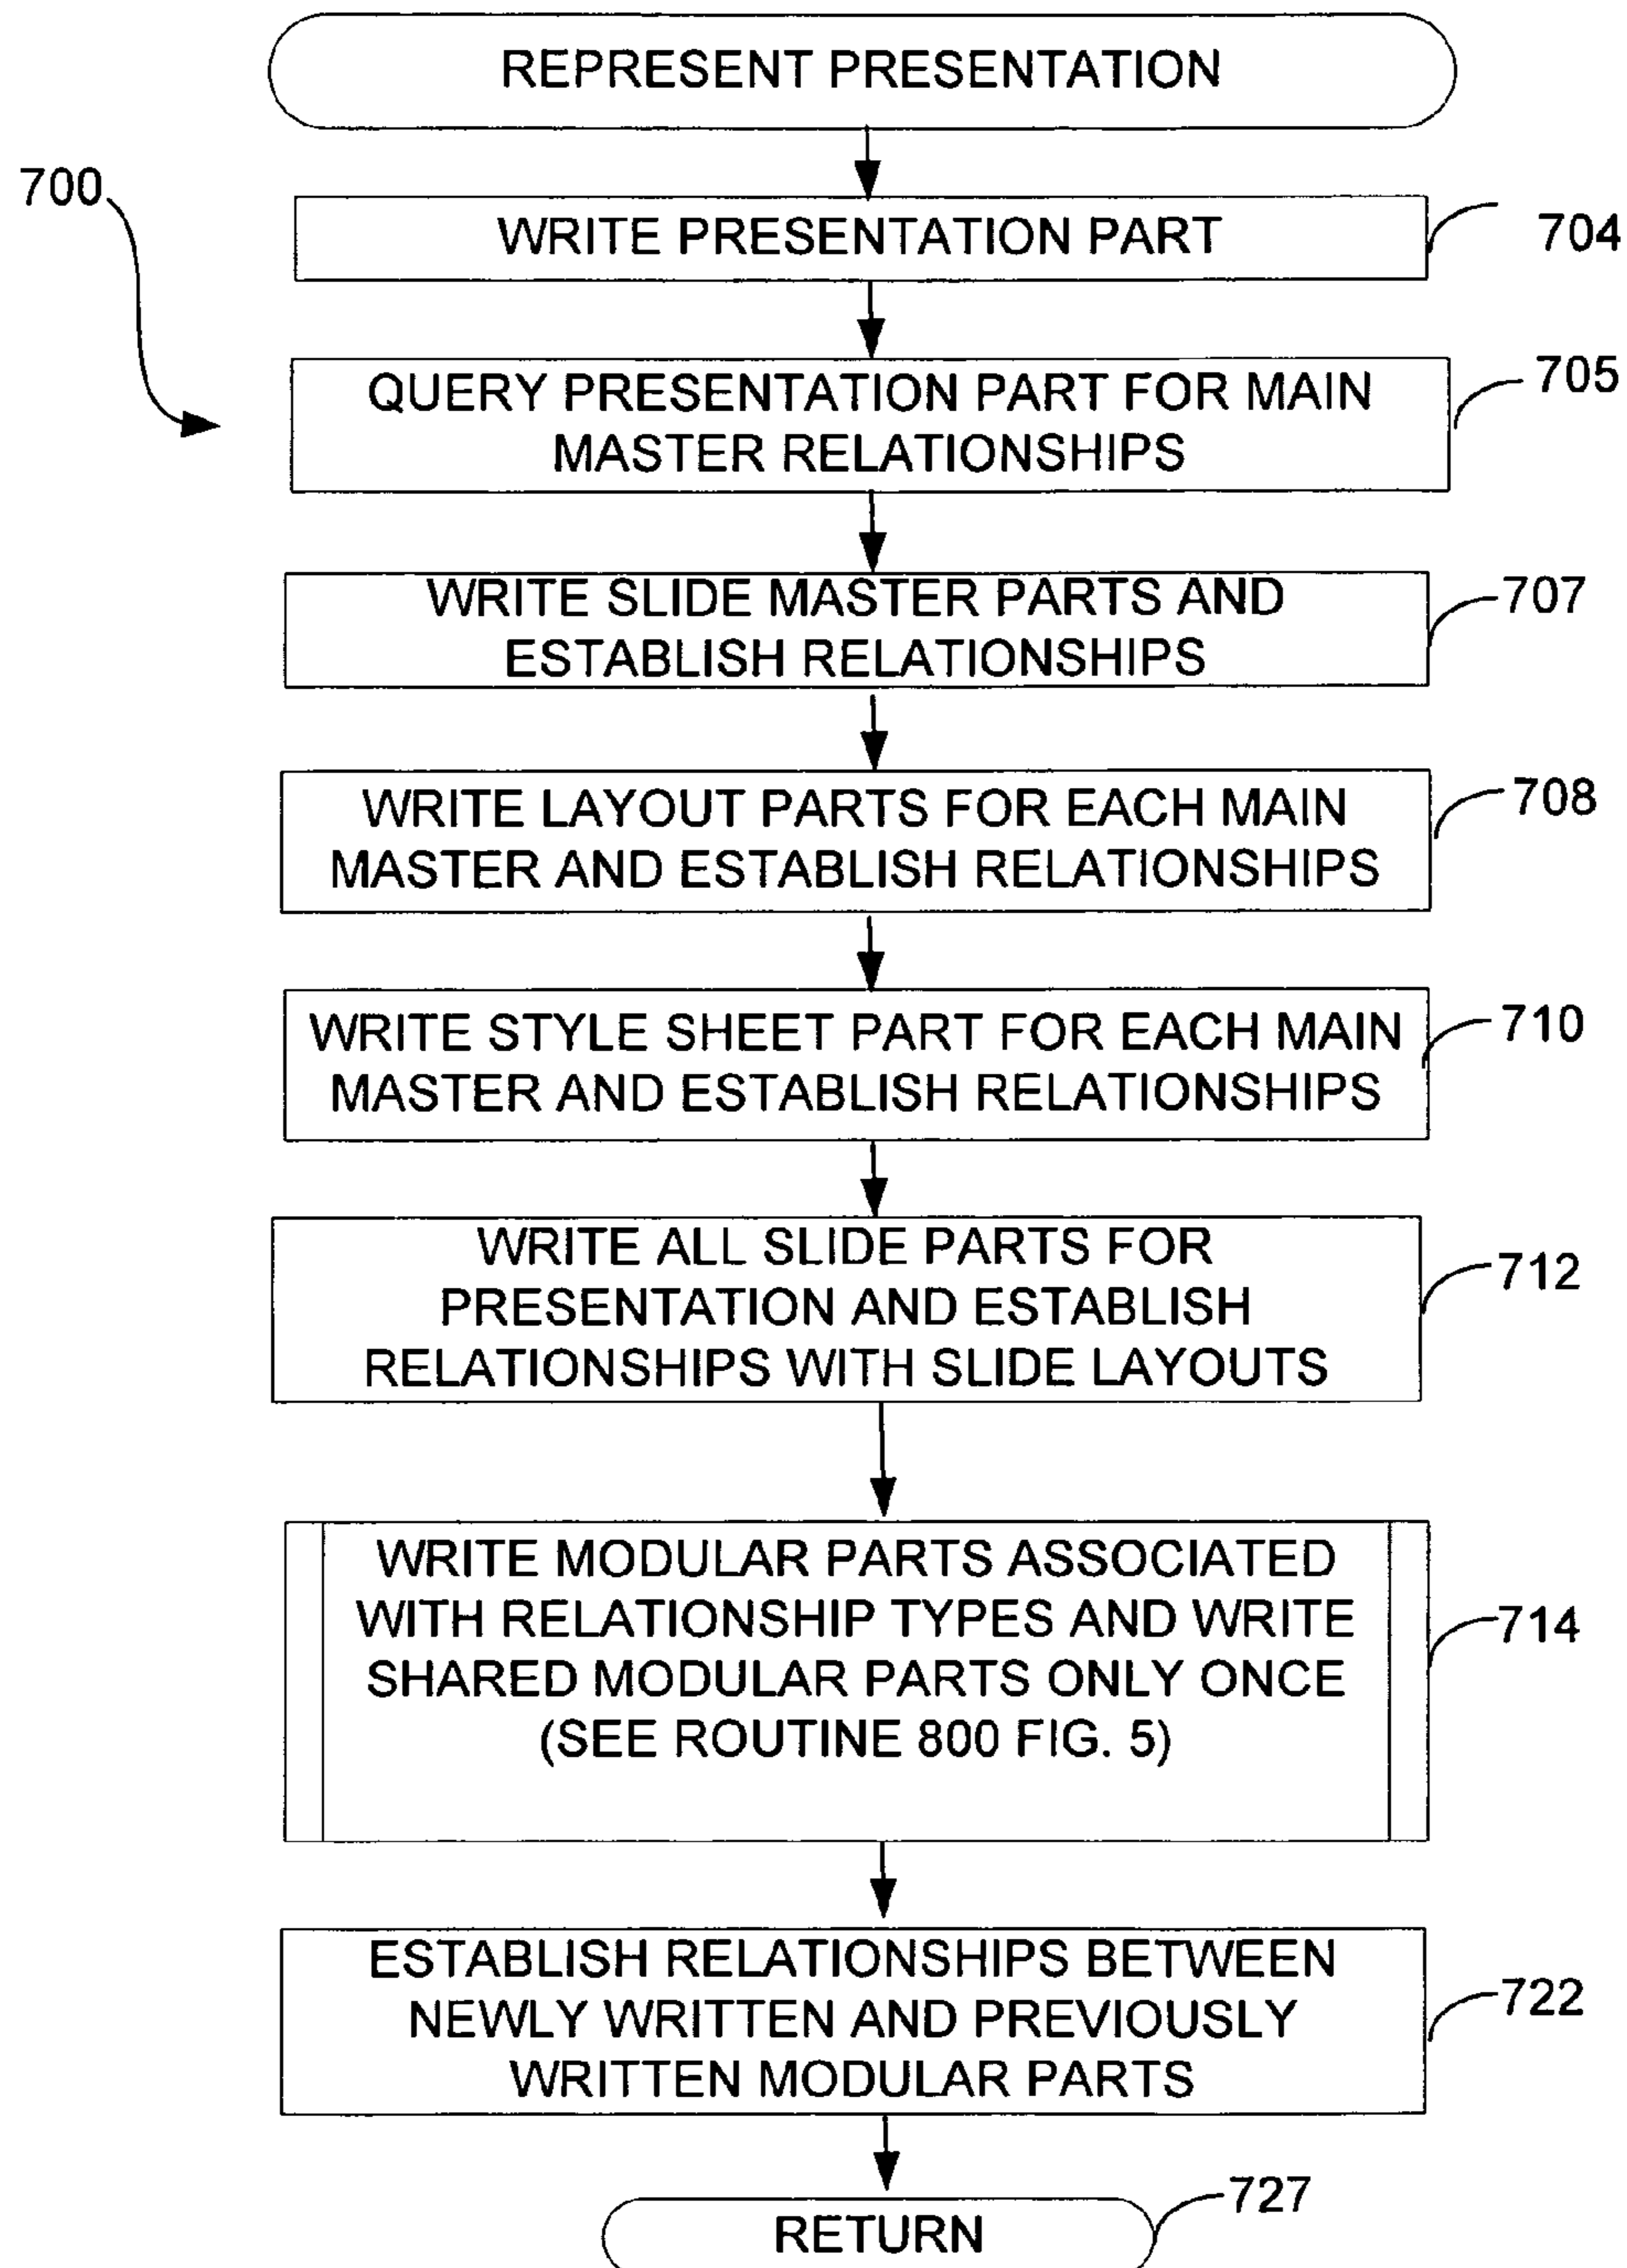 REPRESENT PRESENTATION
700
WRITE PRESENTATION PART
704
QUERY PRESENTATION PART FOR MAIN
MASTER RELATIONSHIPS
705
WRITE SLIDE MASTER PARTS AND
ESTABLISH RELATIONSHIPS
707
WRITE LAYOUT PARTS FOR EACH MAIN
MASTER AND ESTABLISH RELATIONSHIPS
708
WRITE STYLE SHEET PART FOR EACH MAIN
MASTER AND ESTABLISH RELATIONSHIPS
710
WRITE ALL SLIDE PARTS FOR
PRESENTATION AND ESTABLISH
RELATIONSHIPS WITH SLIDE LAYOUTS
712
WRITE MODULAR PARTS ASSOCIATED
WITH RELATIONSHIP TYPES AND WRITE
SHARED MODULAR PARTS ONLY ONCE
(SEE ROUTINE 800 FIG. 5)
714
ESTABLISH RELATIONSHIPS BETWEEN
NEWLY WRITTEN AND PREVIOUSLY
WRITTEN MODULAR PARTS
722
RETURN
727